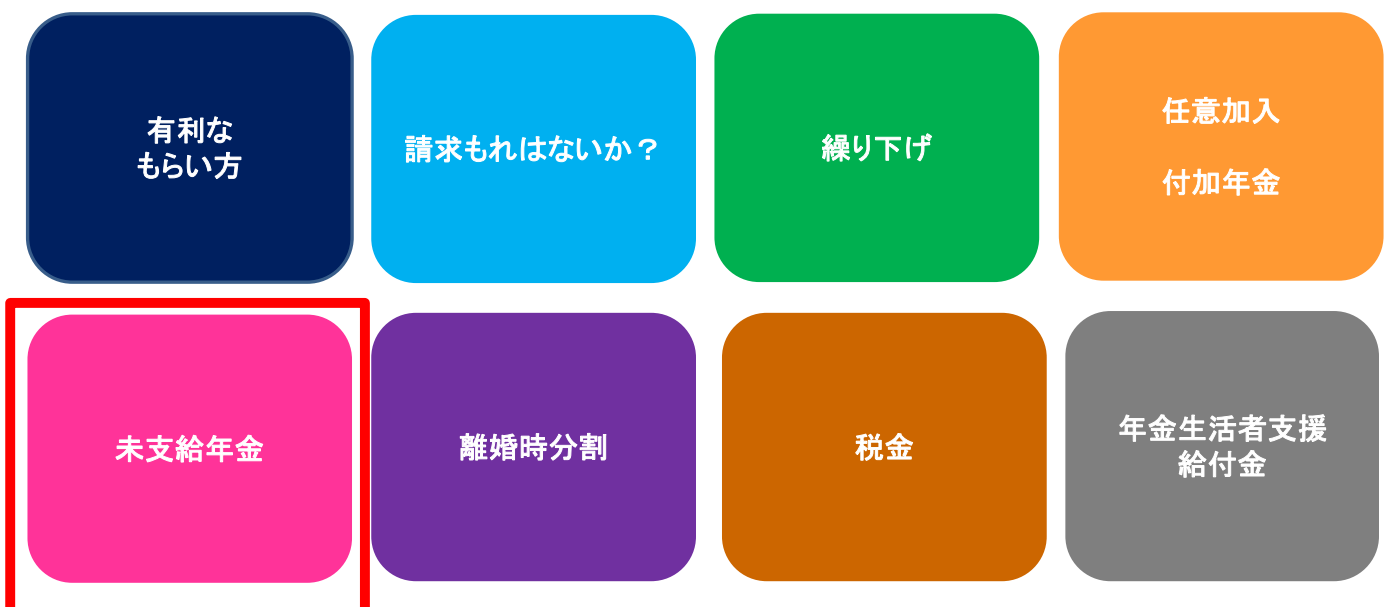 有利な
もらい方
請求もれはないか？
繰り下げ
任意加入
付加年金
未支給年金
離婚時分割
税金
年金生活者支援
給付金